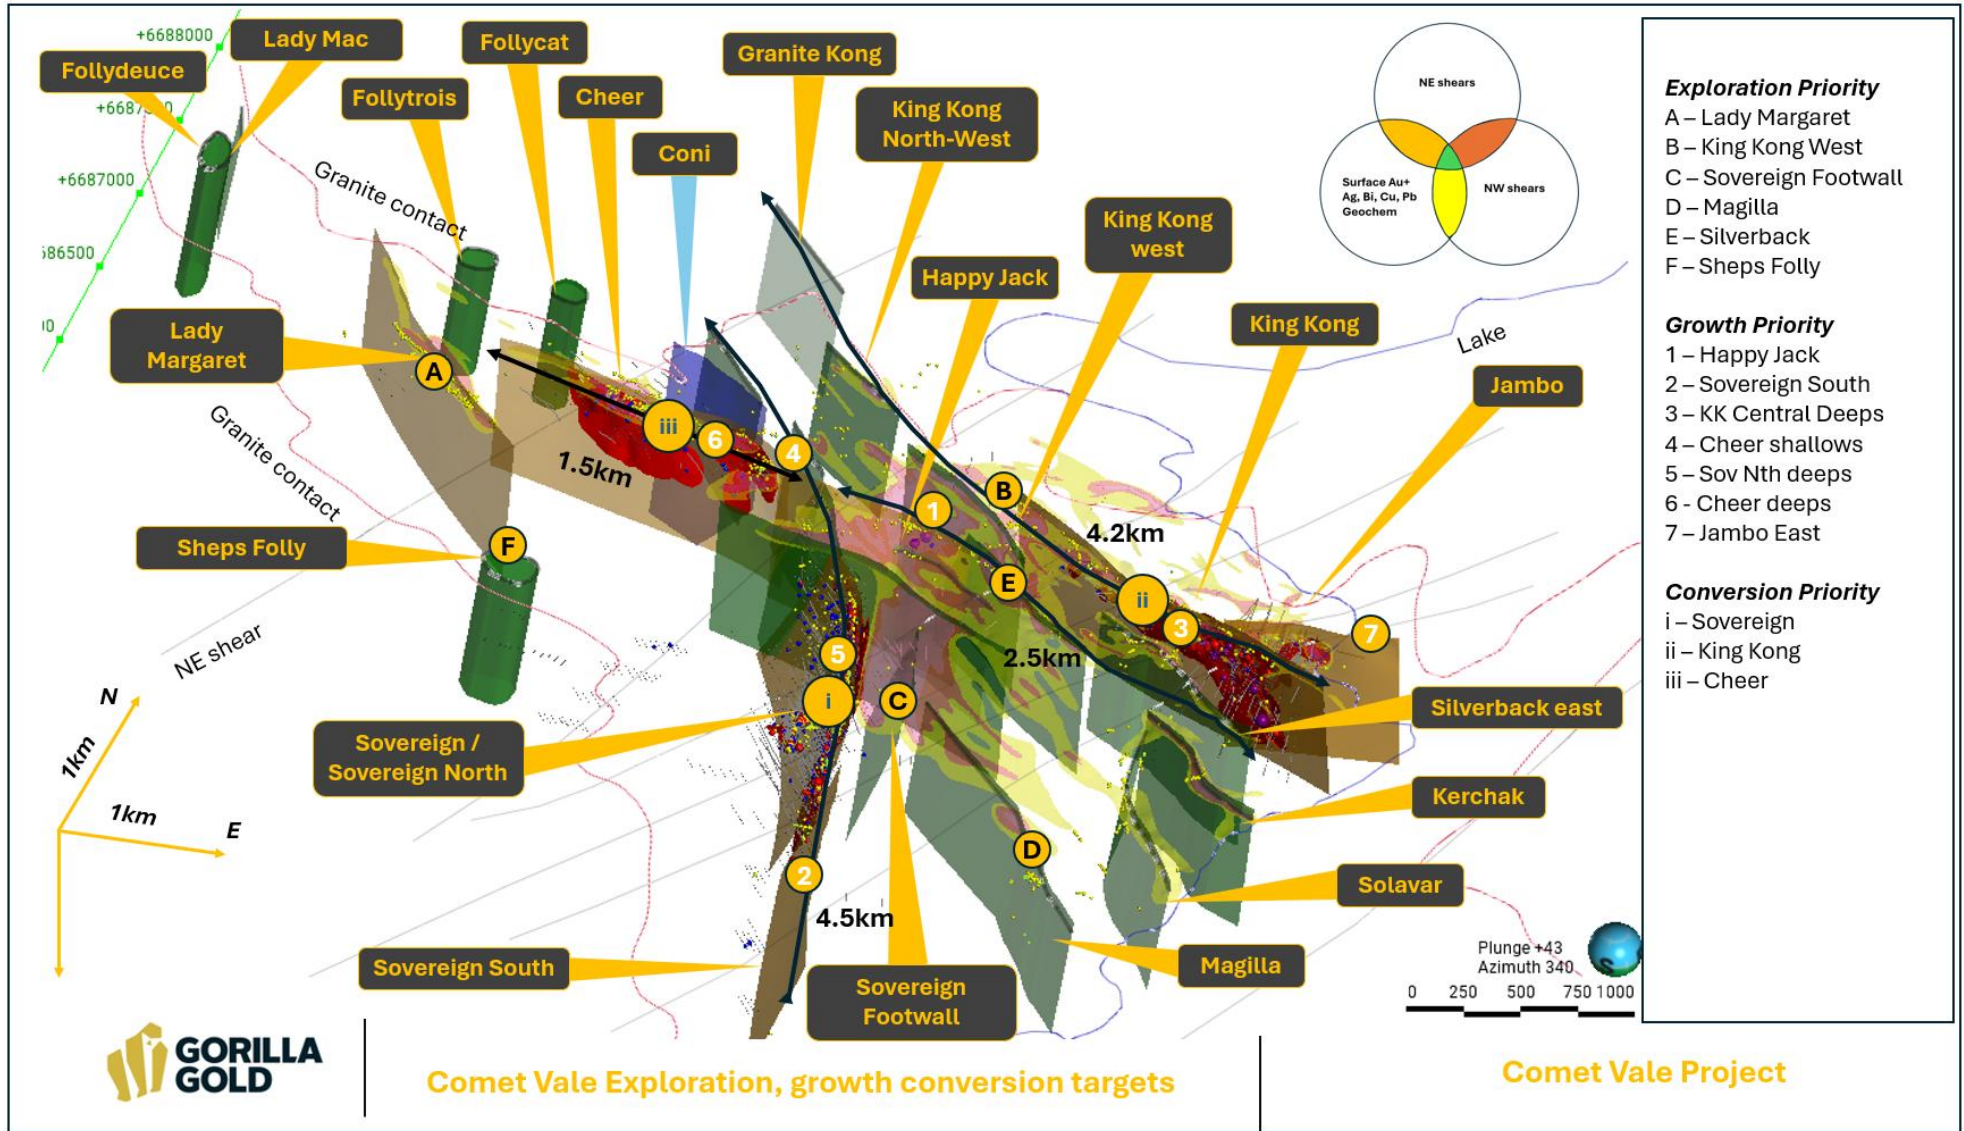 +6688000
Follydeuce
Lady Mac
Follycat
Granite Kong
Follytrois
Cheer
King Kong
North-West
Coni
+6687000
Granite contact
King Kong
west
Happy Jack
King Kong
Lake
Jambo
Lady
Margaret
Granite contact
Sheps Folly
NE shear
Sovereign /
Sovereign North
Sovereign South
Sovereign
Footwall
Magilla
Solavar
Kerchak
Silverback east
A
F
iii
6
4
1
B
E
ii
3
7
5
i
C
D
2
1.5km
4.2km
2.5km
4.5km
N
1km
1km
E
NE shears
Surface Au+
Ag, Bi, Cu, Pb
Geochem
NW shears
Plunge +43
Azimuth 340
S
0 250 500 750 1000
Exploration Priority
A – Lady Margaret
B – King Kong West
C – Sovereign Footwall
D – Magilla
E – Silverback
F – Sheps Folly
Growth Priority
1 – Happy Jack
2 – Sovereign South
3 – KK Central Deeps
4 – Cheer shallows
5 – Sov Nth deeps
6 - Cheer deeps
7 – Jambo East
Conversion Priority
i – Sovereign
ii – King Kong
iii – Cheer
GORILLA
GOLD
Comet Vale Exploration, growth conversion targets
Comet Vale Project